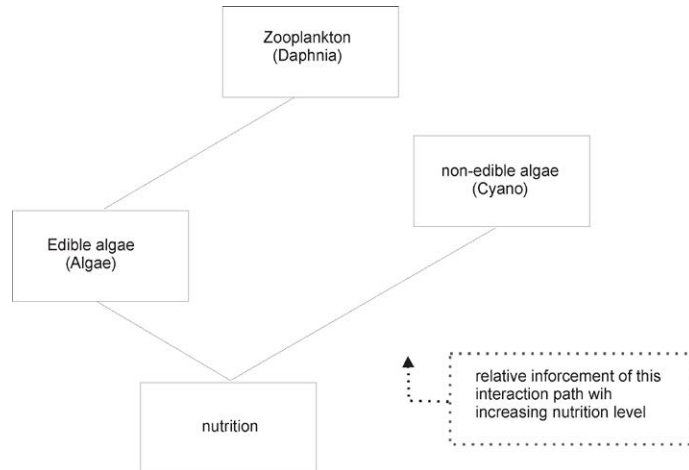 Zooplankton
(Daphnia)
non-edible algae
(Cyano)
Edible algae
(Algae)
relative inforcement of this
interaction path wih
increasing nutrition level
nutrition